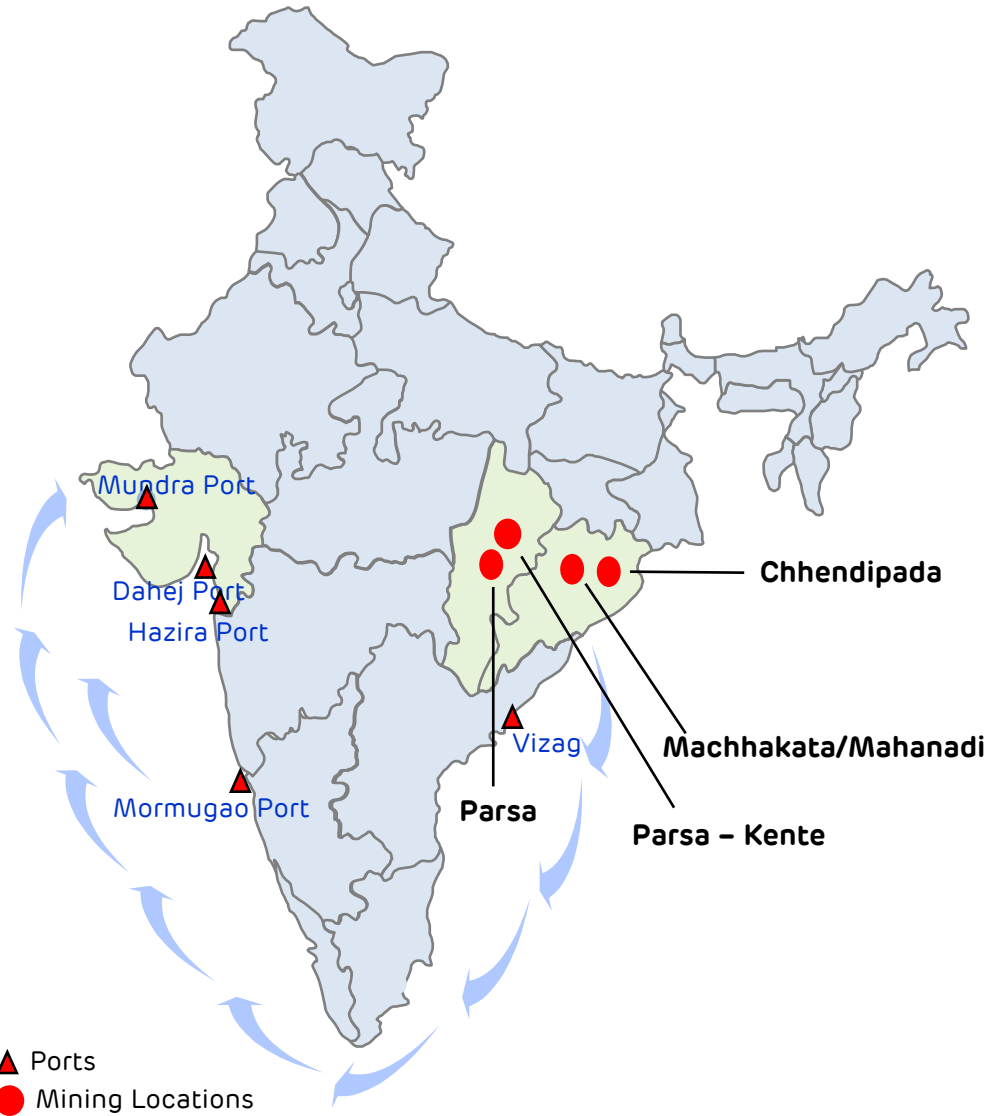 Mundra Port
Dahej Port
Chhendipada
Hazira Port
Vizag
Machhakata/Mahanadi
Mormugao Port
Parsa
Parsa – Kente
Ports
Mining Locations